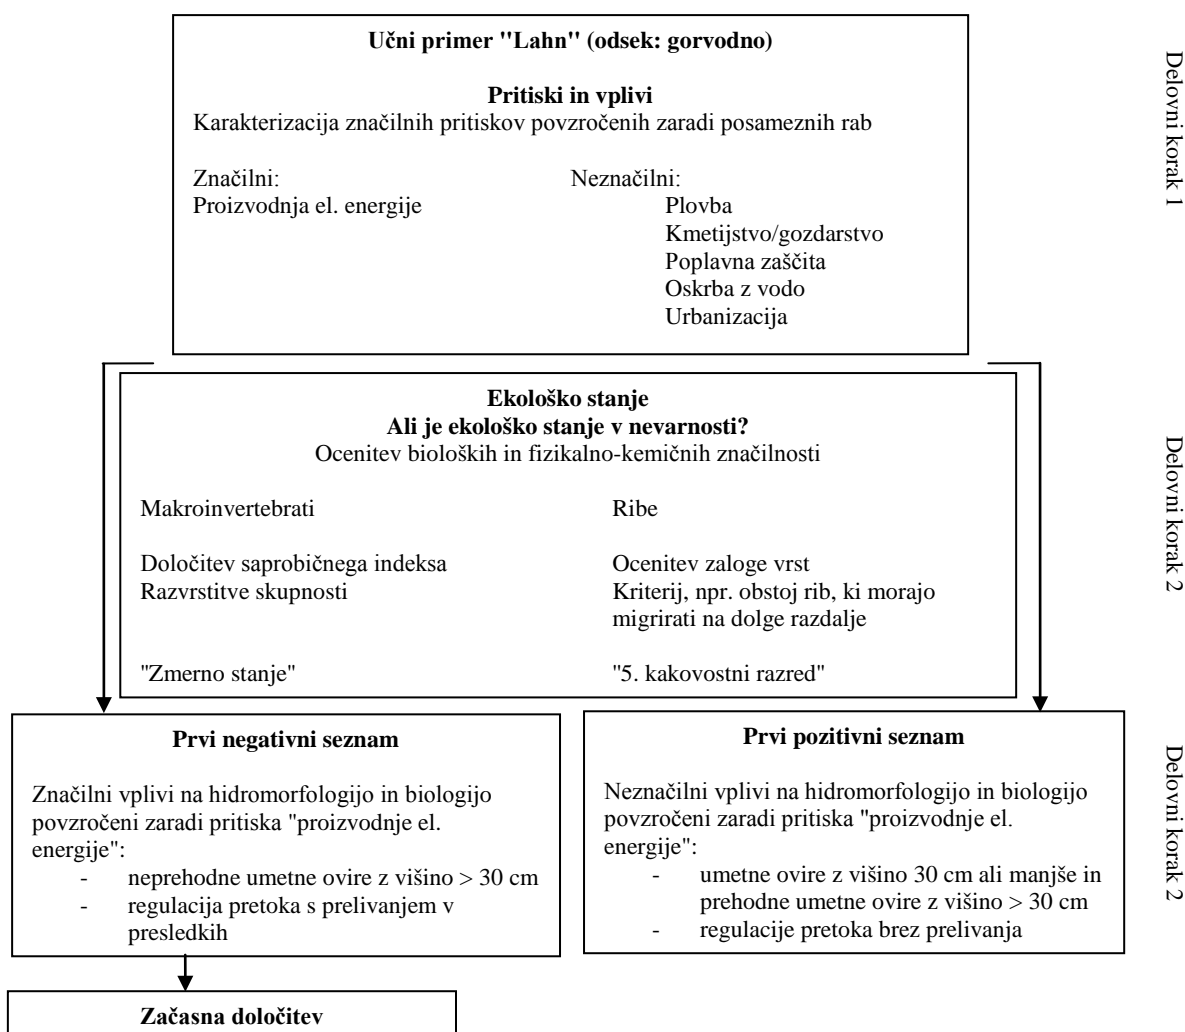 Učni primer "Lahn" (odsek: gorvodno)
Pritiski in vplivi
Karakterizacija značilnih pritiskov povzročenih zaradi posameznih rab
Značilni:
Proizvodnja el. energije
Neznačilni:
Plovba
Kmetijstvo/gozdarstvo
Poplavna zaščita
Oskrba z vodo
Urbanizacija
Delovni korak 1
Ekološko stanje
Ali je ekološko stanje v nevarnosti?
Ocenitev bioloških in fizikalno-kemičnih značilnosti
Makroinvertebrati
Določitev saprobičnega indeksa
Razvrstitve skupnosti
"Zmerno stanje"
Ribe
Ocenitev zaloge vrst
Kriterij, npr. obstoj rib, ki morajo
migrirati na dolge razdalje
"5. kakovostni razred"
Delovni korak 2
Prvi negativni seznam
Značilni vplivi na hidromorfologijo in biologijo
povzročeni zaradi pritiska "proizvodnje el.
energije":
- neprehodne umetne ovire z višino > 30 cm
- regulacija pretoka s prelivanjem v
presledkih
Prvi pozitivni seznam
Neznačilni vplivi na hidromorfologijo in biologijo
povzročeni zaradi pritiska "proizvodnje el.
energije":
- umetne ovire z višino 30 cm ali manjše in
prehodne umetne ovire z višino > 30 cm
- regulacije pretoka brez prelivanja
Delovni korak 2
Začasna določitev